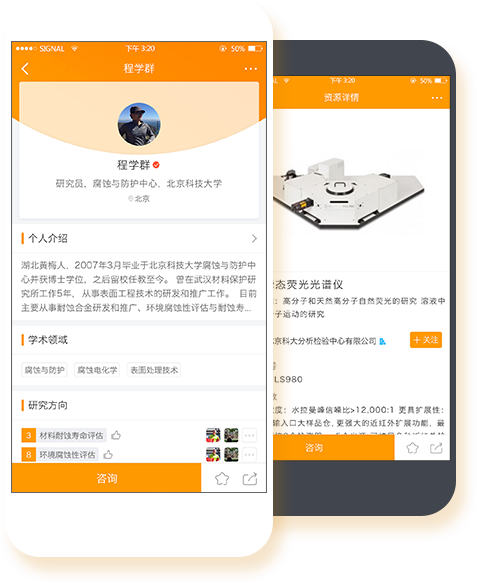 SIGNAL
下午3:20
50%
程学群
程学群
研究员，腐蚀与防护中心，北京科技大学
北京
个人介绍
湖北黄梅人，2007年3月毕业于北京科技大学腐蚀与防护中
心并获博士学位，之后留校任教至今。曾在武汉材料保护研
究所工作5年，从事表面工程技术的研发和推广工作。 目前
主要从事耐蚀合金研发和推广、环境腐蚀性评估与耐蚀寿...
学术领域
腐蚀与防护
腐蚀电化学
表面处理技术
研究方向
3 材料耐蚀寿命评估
8 环境腐蚀性评估
咨询
下午3:20
50%
资源详情
态荧光光谱仪
：高分子和天然高分子自然荧光的研究 溶液中
子运动的研究
京科大分析检验中心有限公司
+ 关注
LS980
度：水拉曼峰信噪比>12,000:1 更具扩展性：
输入口大样品仓,更强大的近红外扩展功能，最
咨询